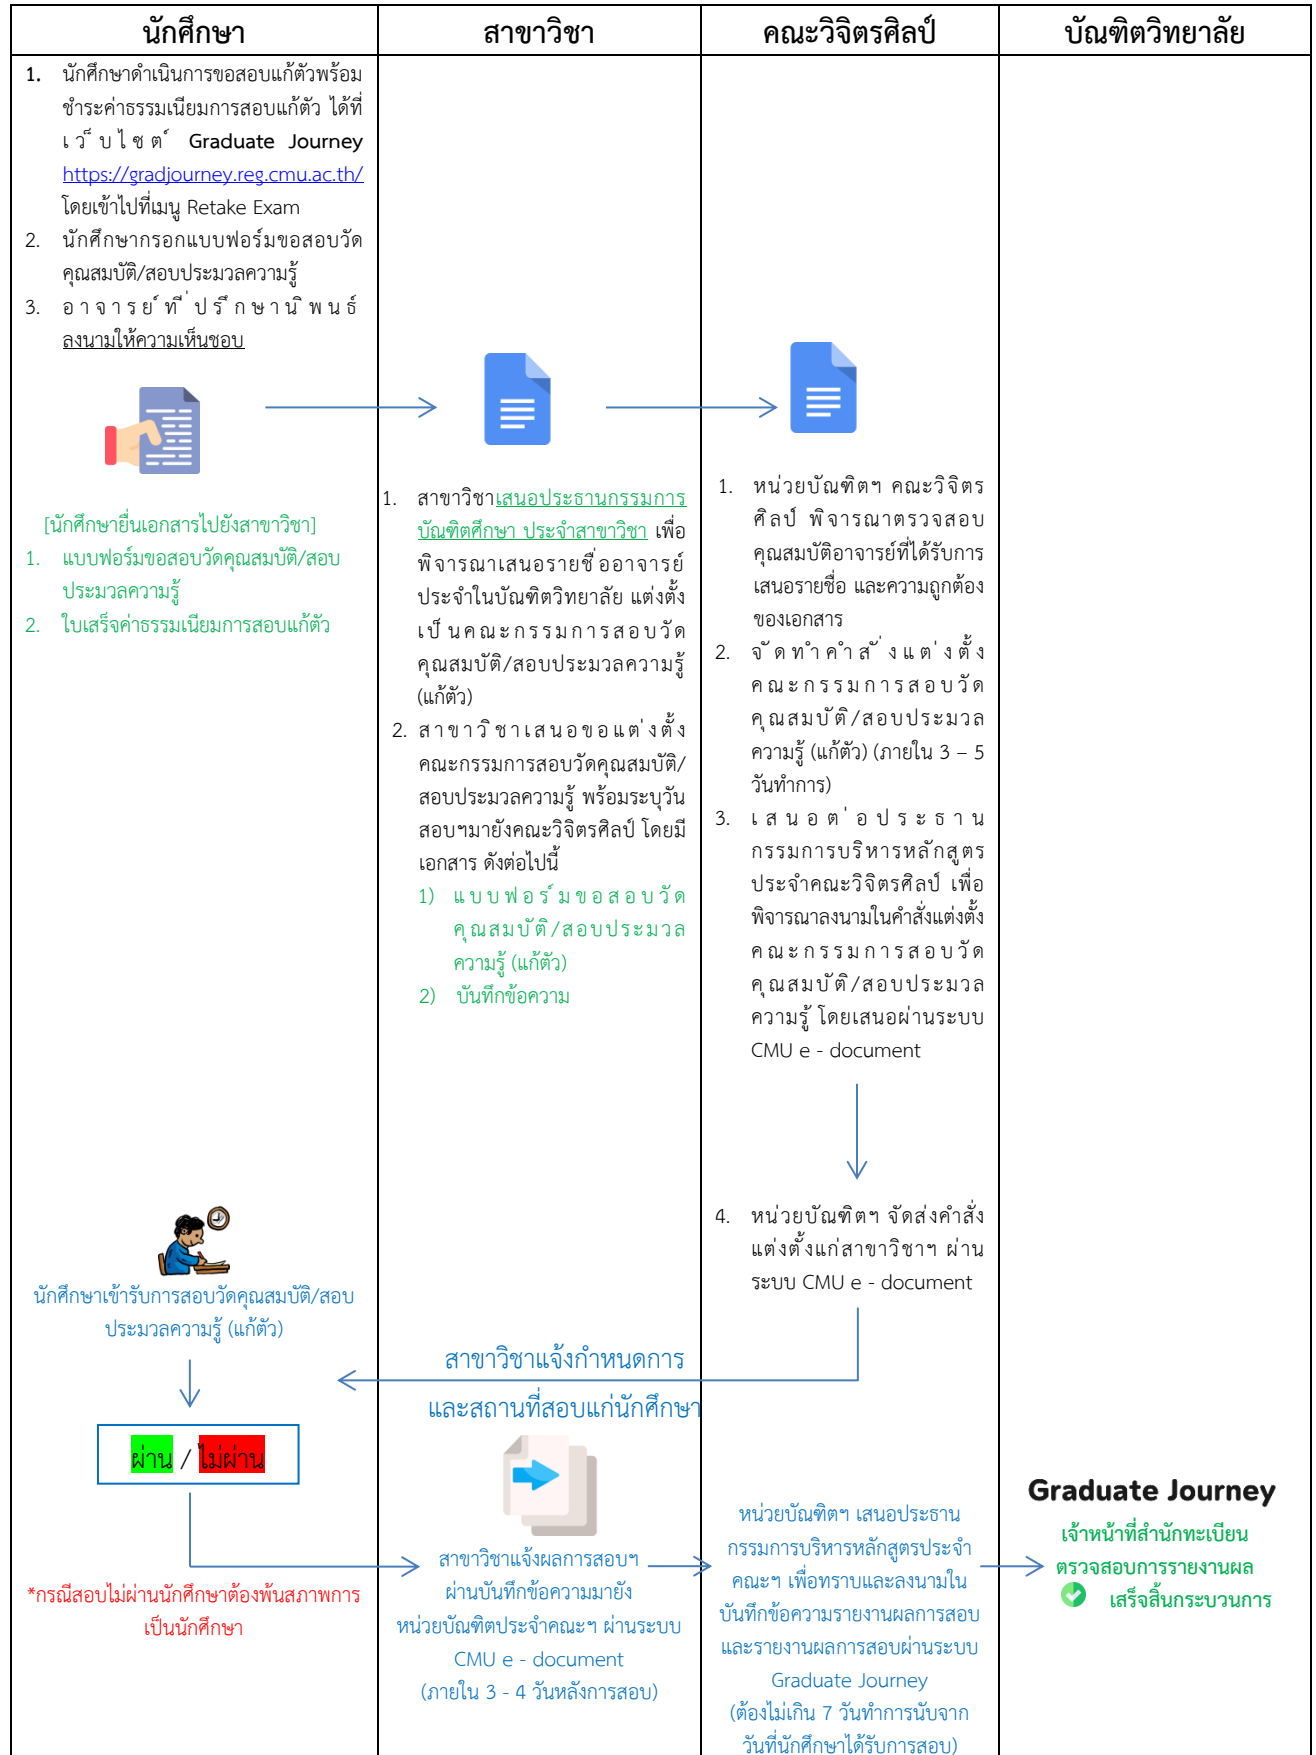 นักศึกษา
สาขาวิชา
คณะวิจิตรศิลป์
บัณฑิตวิทยาลัย
1. นักศึกษาดำเนินการขอสอบแก้ตัวพร้อม
ชำระค่าธรรมเนียมการสอบแก้ตัว ได้ที่
เว็บไซต์ Graduate Journey
https://gradjourney.reg.cmu.ac.th/
โดยเข้าไปที่เมนู Retake Exam
2. นักศึกษากรอกแบบฟอร์มขอสอบวัด
คุณสมบัติ/สอบประมวลความรู้
3. อาจารย์ที่ปรึกษานิพนธ์
ลงนามให้ความเห็นชอบ
[นักศึกษายื่นเอกสารไปยังสาขาวิชา]
1. แบบฟอร์มขอสอบวัดคุณสมบัติ/สอบ
ประมวลความรู้
2. ใบเสร็จค่าธรรมเนียมการสอบแก้ตัว
1. สาขาวิชาเสนอประธานกรรมการ
บัณฑิตศึกษา ประจำสาขาวิชา เพื่อ
พิจารณาเสนอรายชื่ออาจารย์
ประจำในบัณฑิตวิทยาลัย แต่งตั้ง
เป็นคณะกรรมการสอบวัด
คุณสมบัติ/สอบประมวลความรู้
(แก้ตัว)
2. สาขาวิชาเสนอขอแต่งตั้ง
คณะกรรมการสอบวัดคุณสมบัติ/
สอบประมวลความรู้ พร้อมระบุวัน
สอบฯมายังคณะวิจิตรศิลป์ โดยมี
เอกสาร ดังต่อไปนี้
1) แบบฟอร์มขอสอบวัด
คุณสมบัติ/สอบประมวล
ความรู้ (แก้ตัว)
2) บันทึกข้อความ
1. หน่วยบัณฑิตฯ คณะวิจิตร
ศิลป์ พิจารณาตรวจสอบ
คุณสมบัติอาจารย์ที่ได้รับการ
เสนอรายชื่อ และความถูกต้อง
ของเอกสาร
2. จัดทำคำสั่งแต่งตั้ง
คณะกรรมการสอบวัด
คุณสมบัติ/สอบประมวล
ความรู้ (แก้ตัว) (ภายใน 3 – 5
วันทำการ)
3. เสนอต่อประธาน
กรรมการบริหารหลักสูตร
ประจำคณะวิจิตรศิลป์ เพื่อ
พิจารณาลงนามในคำสั่งแต่งตั้ง
คณะกรรมการสอบวัด
คุณสมบัติ/สอบประมวล
ความรู้ โดยเสนอผ่านระบบ
CMU e - document
4. หน่วยบัณฑิตฯ จัดส่งคำสั่ง
แต่งตั้งแก่สาขาวิชาฯ ผ่าน
ระบบ CMU e - document
นักศึกษาเข้ารับการสอบวัดคุณสมบัติ/สอบ
ประมวลความรู้ (แก้ตัว)
สาขาวิชาแจ้งกำหนดการ
และสถานที่สอบแก่นักศึกษา
ผ่าน / ไม่ผ่าน
*กรณีสอบไม่ผ่านนักศึกษาต้องพ้นสภาพการ
เป็นนักศึกษา
สาขาวิชาแจ้งผลการสอบฯ
ผ่านบันทึกข้อความมายัง
หน่วยบัณฑิตประจำคณะฯ ผ่านระบบ
CMU e - document
(ภายใน 3 - 4 วันหลังการสอบ)
หน่วยบัณฑิตฯ เสนอประธาน
กรรมการบริหารหลักสูตรประจำ
คณะฯ เพื่อทราบและลงนามใน
บันทึกข้อความรายงานผลการสอบ
และรายงานผลการสอบผ่านระบบ
Graduate Journey
(ต้องไม่เกิน 7 วันทำการนับจาก
วันที่นักศึกษาได้รับการสอบ)
Graduate Journey
เจ้าหน้าที่สำนักทะเบียน
ตรวจสอบการรายงานผล
เสร็จสิ้นกระบวนการ